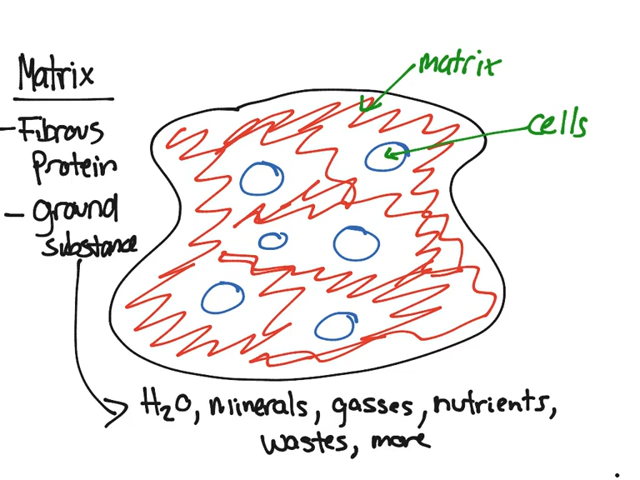 Matrix
- Fibrous
Protein
- ground
substance
matrix
cells
H₂O, minerals, gasses, nutrients,
wastes, more